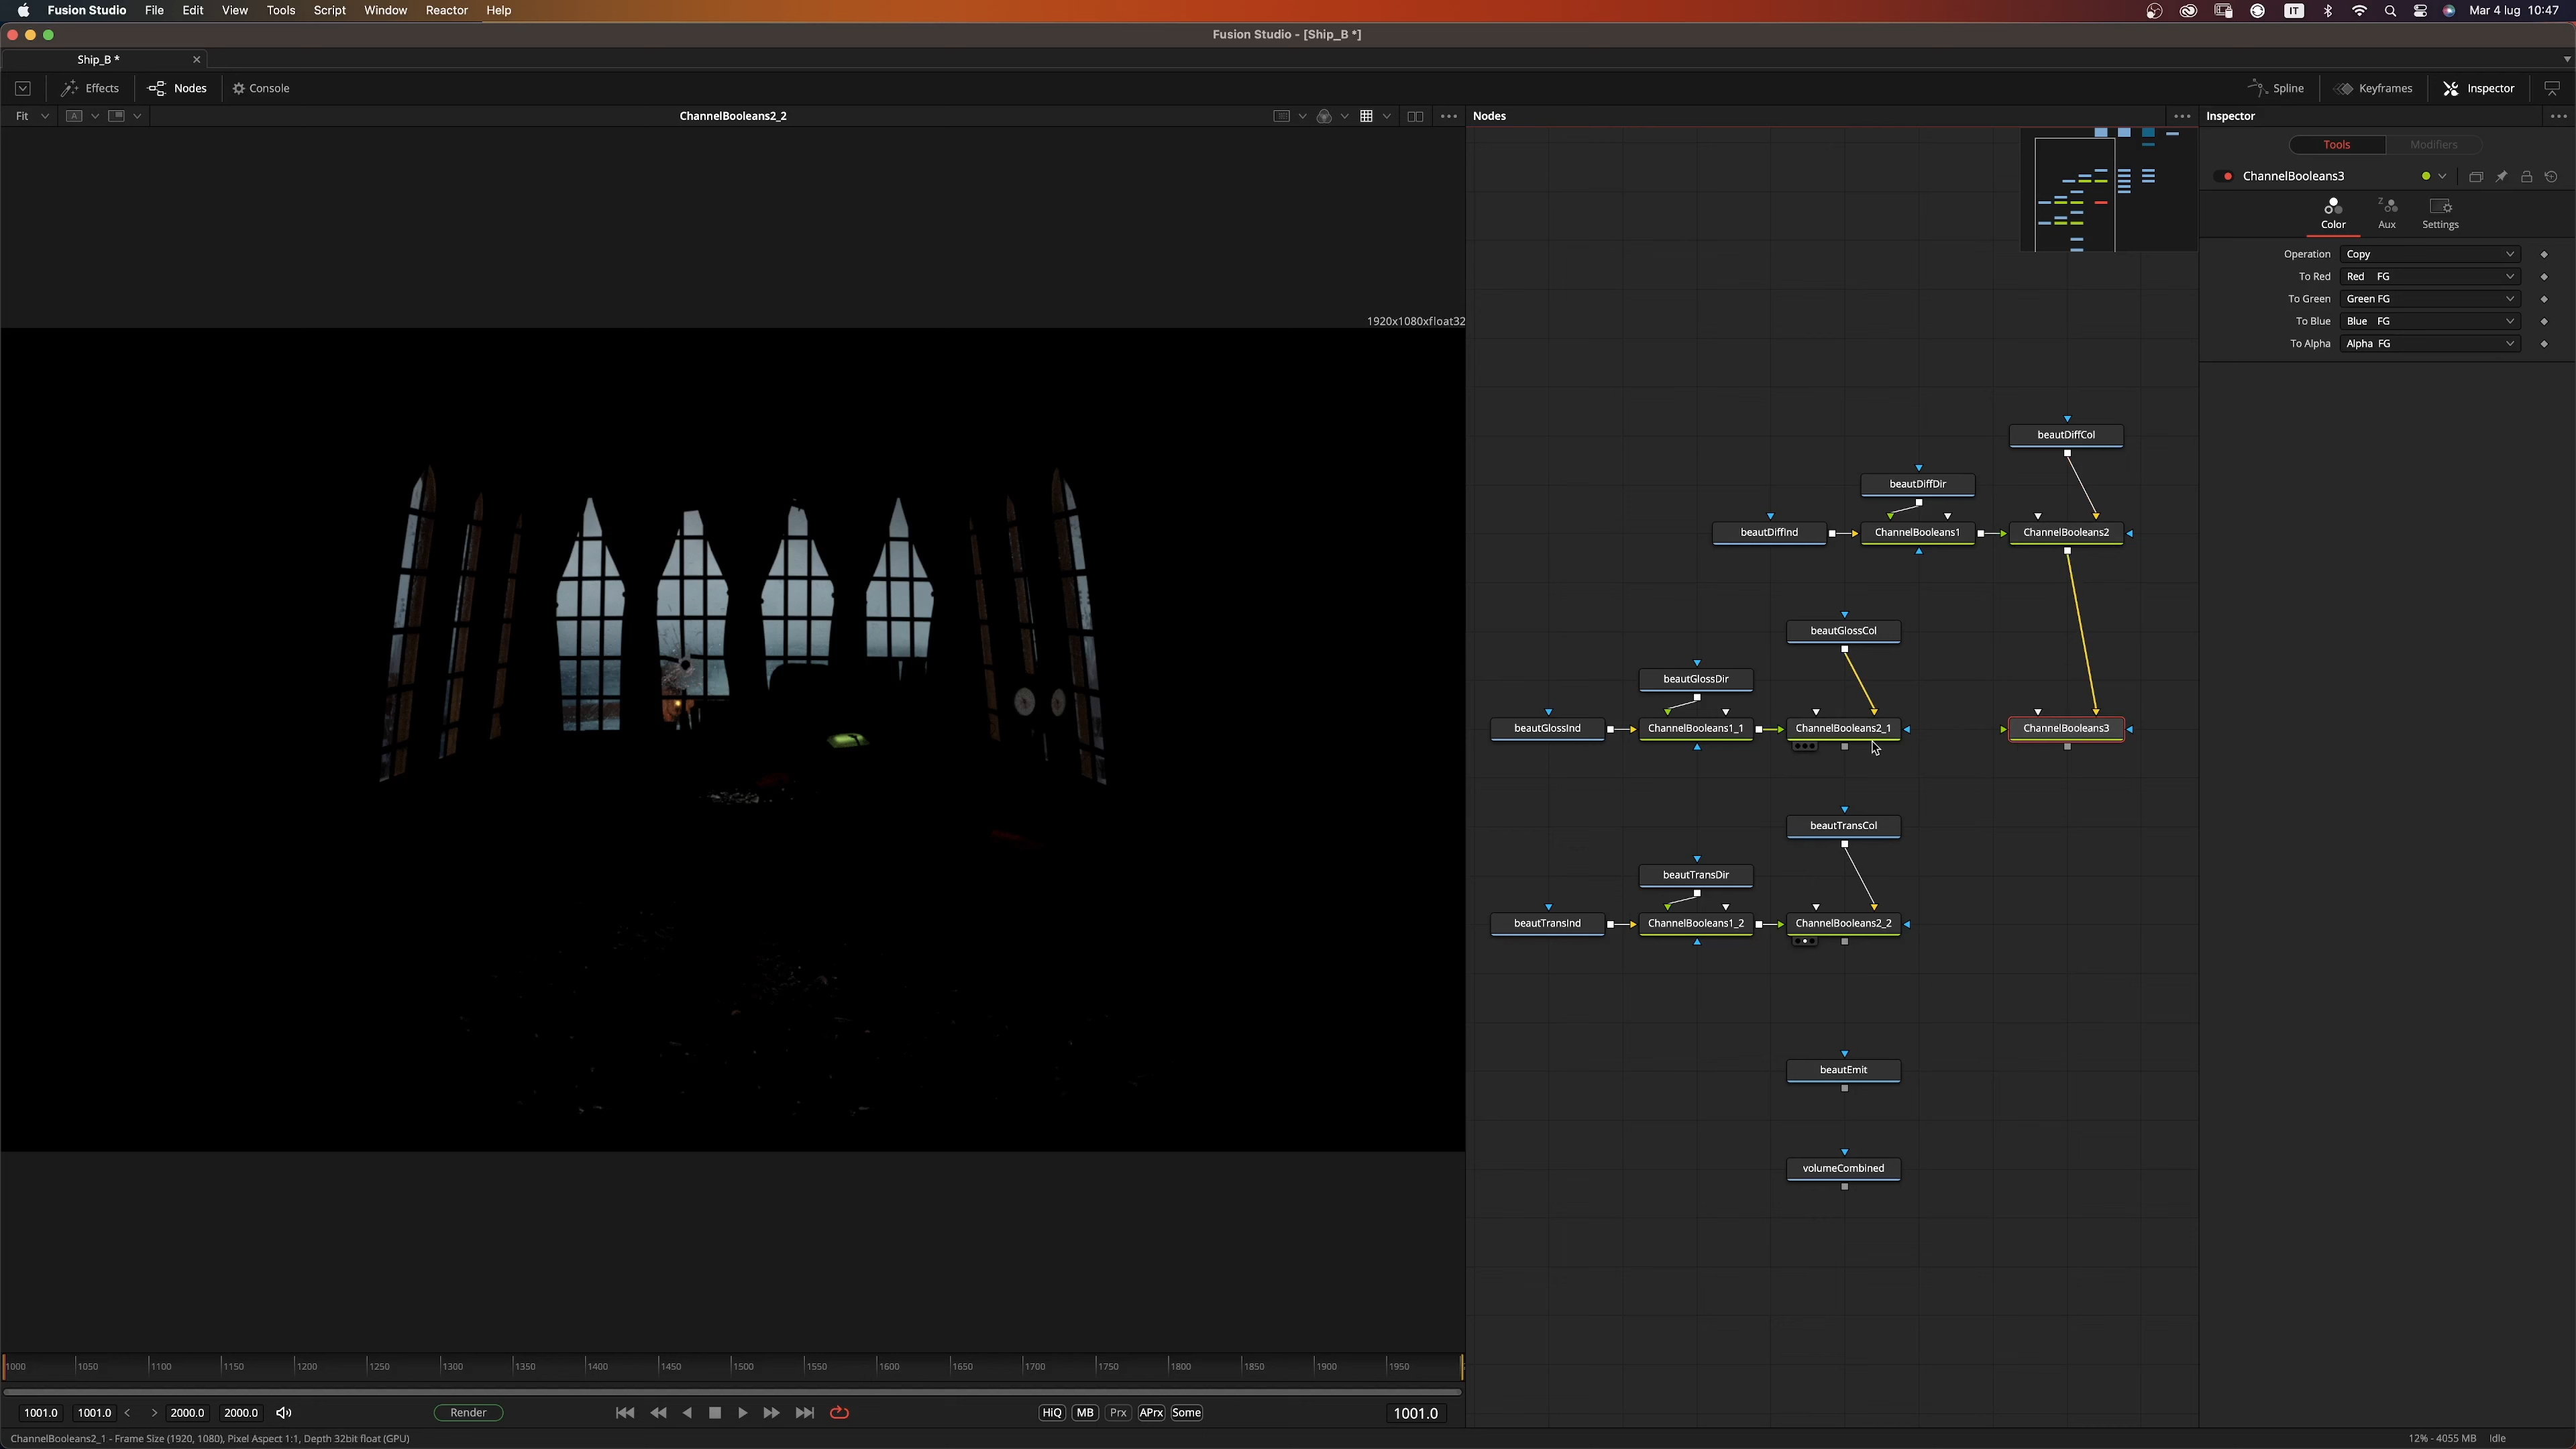 Fusion Studio File Edit View Tools Script Window Reactor Help IT Mar 4 lug 10:47
Fusion Studio - [Ship_B *]
Ship_B *
Effects Nodes Console Spline Keyframes Inspector
Fit A ChannelBooleans2_2 Nodes Inspector
Tools Modifiers
ChannelBooleans3
Color Aux Settings
Operation Copy
To Red Red FG
To Green Green FG
To Blue Blue FG
To Alpha Alpha FG
1920x1080xfloat32
beautDiffCol
beautDiffDir
beautDiffInd ChannelBooleans1 ChannelBooleans2
beautGlossCol
beautGlossDir
beautGlossInd ChannelBooleans1_1 ChannelBooleans2_1 ChannelBooleans3
beautTransCol
beautTransDir
beautTransInd ChannelBooleans1_2 ChannelBooleans2_2
beautEmit
volumeCombined
1000 1050 1100 1150 1200 1250 1300 1350 1400 1450 1500 1550 1600 1650 1700 1750 1800 1850 1900 1950
1001.0 1001.0 < > 2000.0 2000.0 Render HiQ MB Prx APrx Some 1001.0
ChannelBooleans2_1 - Frame Size (1920, 1080), Pixel Aspect 1:1, Depth 32bit float (GPU) 12% - 4055 MB Idle